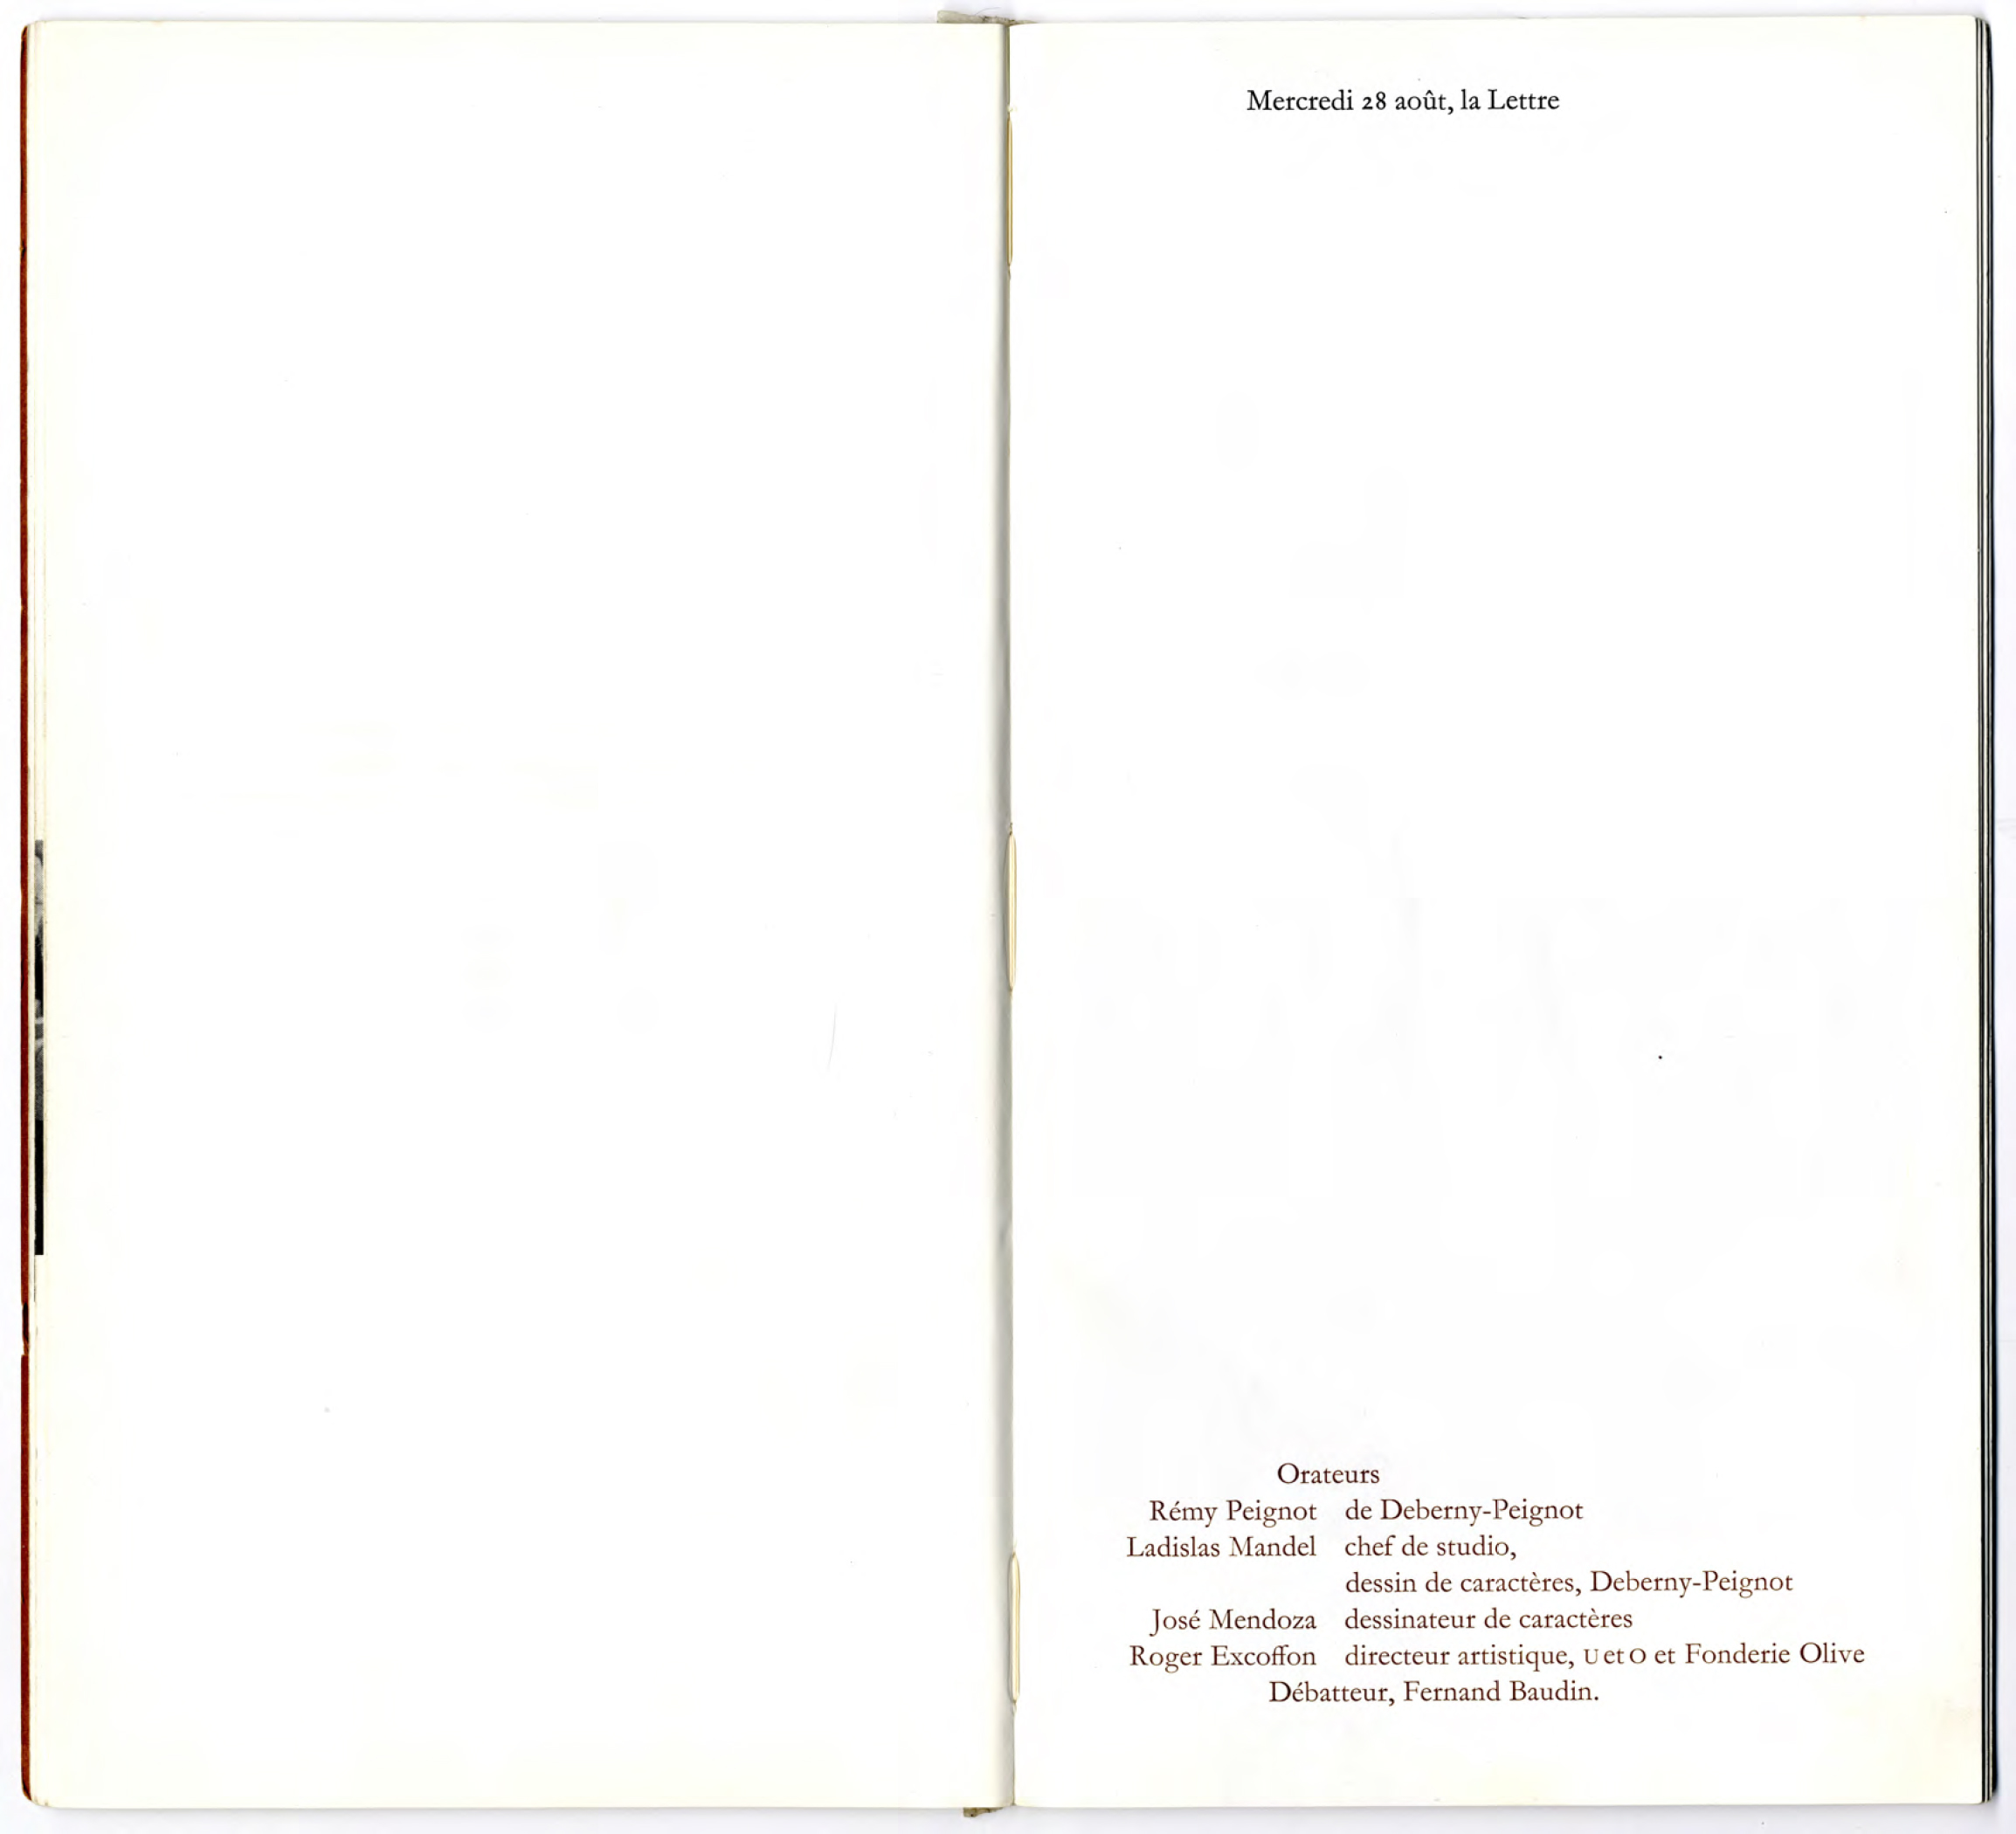 Mercredi 28 août, la Lettre
Orateurs
Rémy Peignot de Deberny-Peignot
Ladislas Mandel chef de studio,
dessin de caractères, Deberny-Peignot
José Mendoza dessinateur de caractères
Roger Excoffon directeur artistique, U et O et Fonderie Olive
Débatteur, Fernand Baudin.